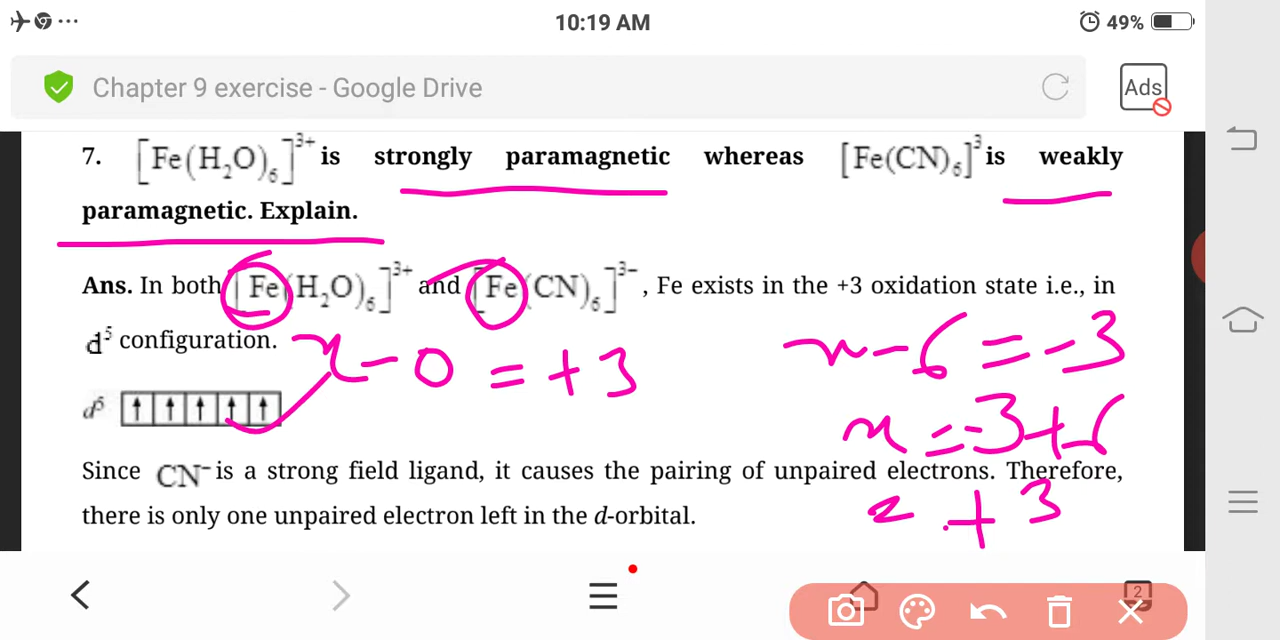 10:19 AM
49%
Chapter 9 exercise - Google Drive
Ads
7. [Fe(H₂O)₆]³⁺ is strongly paramagnetic whereas [Fe(CN)₆]³ is weakly
paramagnetic. Explain.
Ans. In both [Fe(H₂O)₆]³⁺ and [Fe(CN)₆]³⁻, Fe exists in the +3 oxidation state i.e., in
d⁵ configuration.
x - 0 = +3
x - 6 = -3
d⁵ ↑ ↑ ↑ ↑ ↑
x = -3+6
Since CN⁻ is a strong field ligand, it causes the pairing of unpaired electrons. Therefore,
= +3
there is only one unpaired electron left in the d-orbital.
2